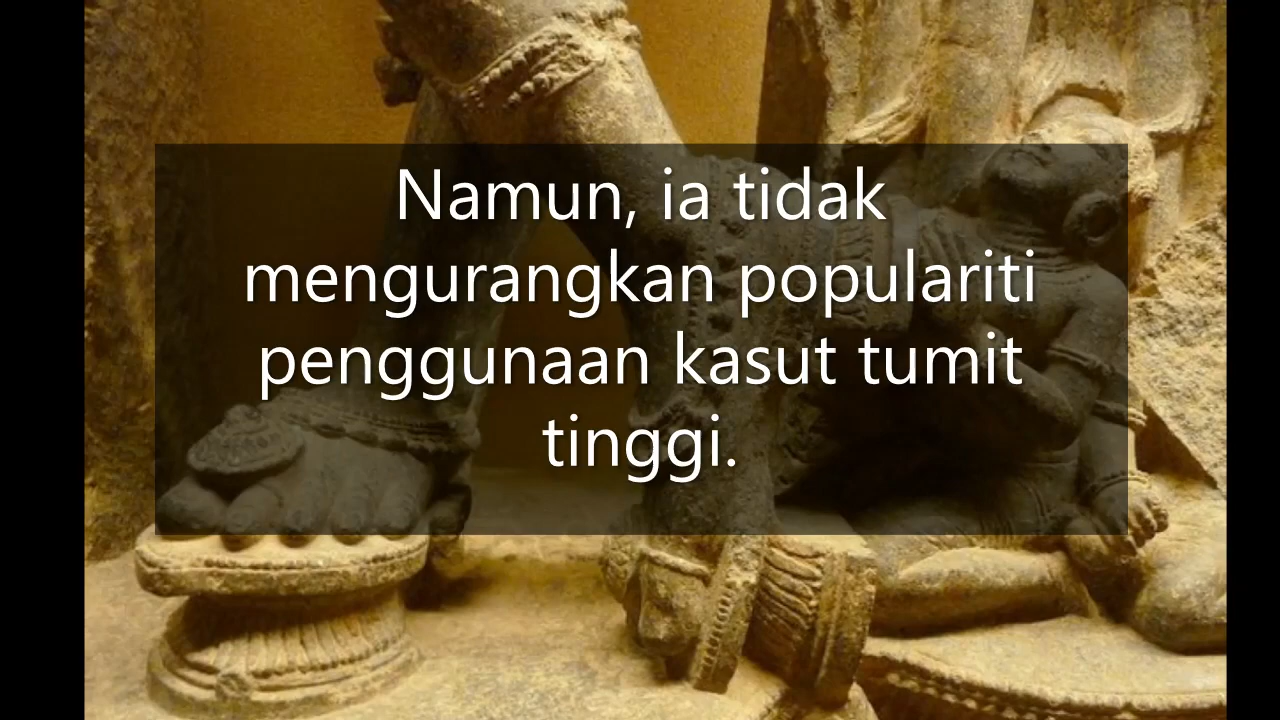 Namun, ia tidak
mengurangkan populariti
penggunaan kasut tumit
tinggi.